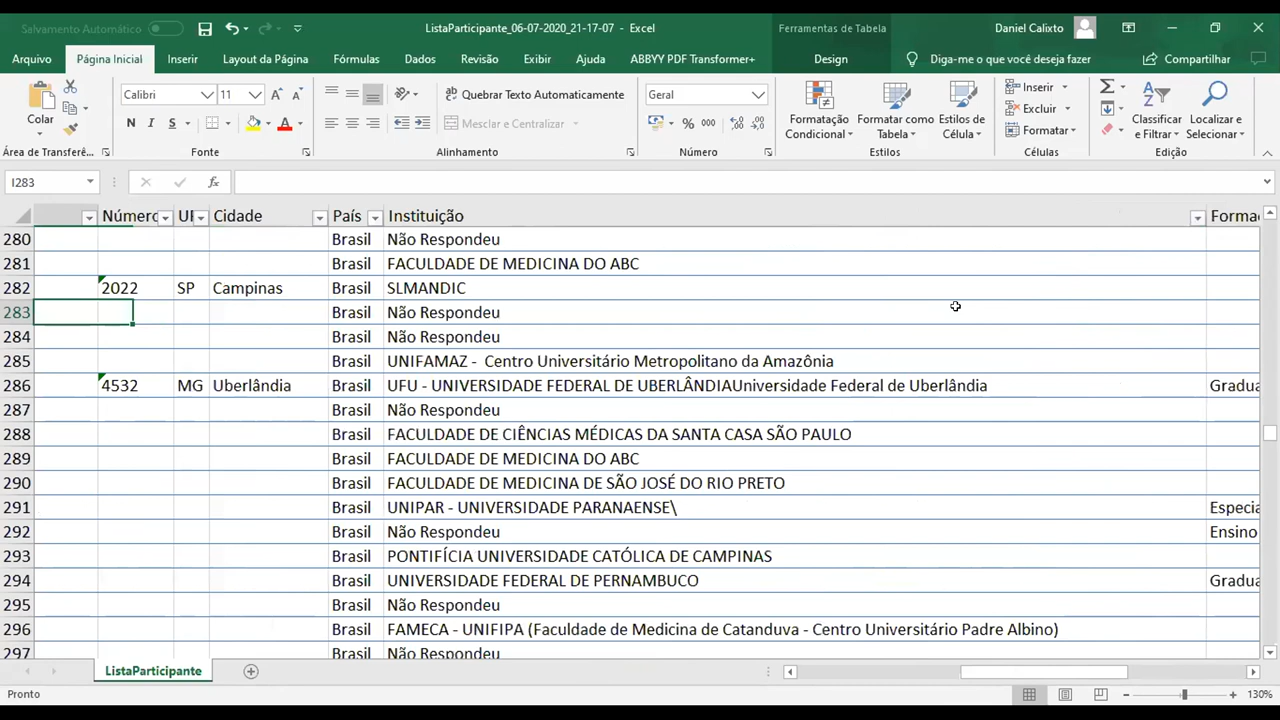 Salvamento Automático
ListaParticipante_06-07-2020_21-17-07 - Excel
Ferramentas de Tabela
Daniel Calixto
Arquivo Página Inicial Inserir Layout da Página Fórmulas Dados Revisão Exibir Ajuda ABBYY PDF Transformer+ Design Diga-me o que você deseja fazer Compartilhar
Colar
Área de Transferê...
Calibri 11
N I S
Fonte
Quebrar Texto Automaticamente
Mesclar e Centralizar
Alinhamento
Geral
% 000
Número
Formatação Condicional
Formatar como Tabela
Estilos de Célula
Estilos
Inserir
Excluir
Formatar
Células
Classificar e Filtrar
Localizar e Selecionar
Edição
I283
Número UF Cidade País Instituição Formaç
280 Brasil Não Respondeu
281 Brasil FACULDADE DE MEDICINA DO ABC
282 2022 SP Campinas Brasil SLMANDIC
283 Brasil Não Respondeu
284 Brasil Não Respondeu
285 Brasil UNIFAMAZ - Centro Universitário Metropolitano da Amazônia
286 4532 MG Uberlândia Brasil UFU - UNIVERSIDADE FEDERAL DE UBERLÂNDIAUniversidade Federal de Uberlândia Gradua
287 Brasil Não Respondeu
288 Brasil FACULDADE DE CIÊNCIAS MÉDICAS DA SANTA CASA SÃO PAULO
289 Brasil FACULDADE DE MEDICINA DO ABC
290 Brasil FACULDADE DE MEDICINA DE SÃO JOSÉ DO RIO PRETO
291 Brasil UNIPAR - UNIVERSIDADE PARANAENSE\ Especia
292 Brasil Não Respondeu Ensino
293 Brasil PONTIFÍCIA UNIVERSIDADE CATÓLICA DE CAMPINAS
294 Brasil UNIVERSIDADE FEDERAL DE PERNAMBUCO Gradua
295 Brasil Não Respondeu
296 Brasil FAMECA - UNIFIPA (Faculdade de Medicina de Catanduva - Centro Universitário Padre Albino)
297 Brasil Não Respondeu
ListaParticipante
Pronto
130%